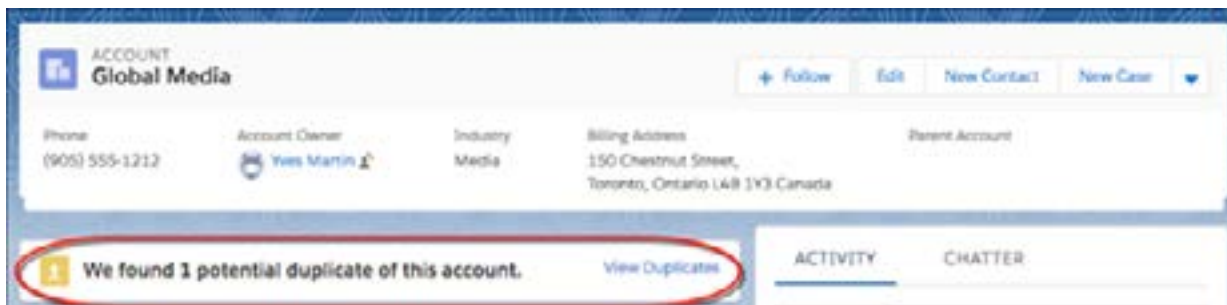 ACCOUNT
Global Media
+ Follow Edit New Contact New Case
Phone Account Owner Industry Billing Address Parent Account
(905) 555-1212 Yves Martin Media 150 Chestnut Street,
Toronto, Ontario L4B 1Y3 Canada
1 We found 1 potential duplicate of this account. View Duplicates
ACTIVITY CHATTER